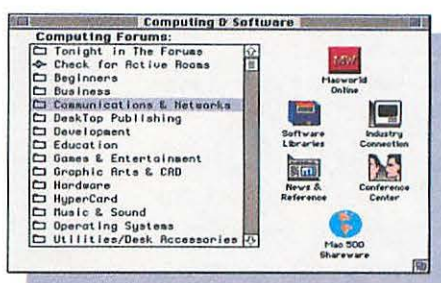 Computing & Software
Computing Forums:
Tonight in The Forums
Check for Active Rooms
Beginners
Business
Communications & Networks
DeskTop Publishing
Development
Education
Games & Entertainment
Graphic Arts & CAD
Hardware
HyperCard
Music & Sound
Operating Systems
Utilities/Desk Accessories
MW
Macworld
Online
Software
Libraries
Industry
Connection
News &
Reference
Conference
Center
Mac 500
Shareware